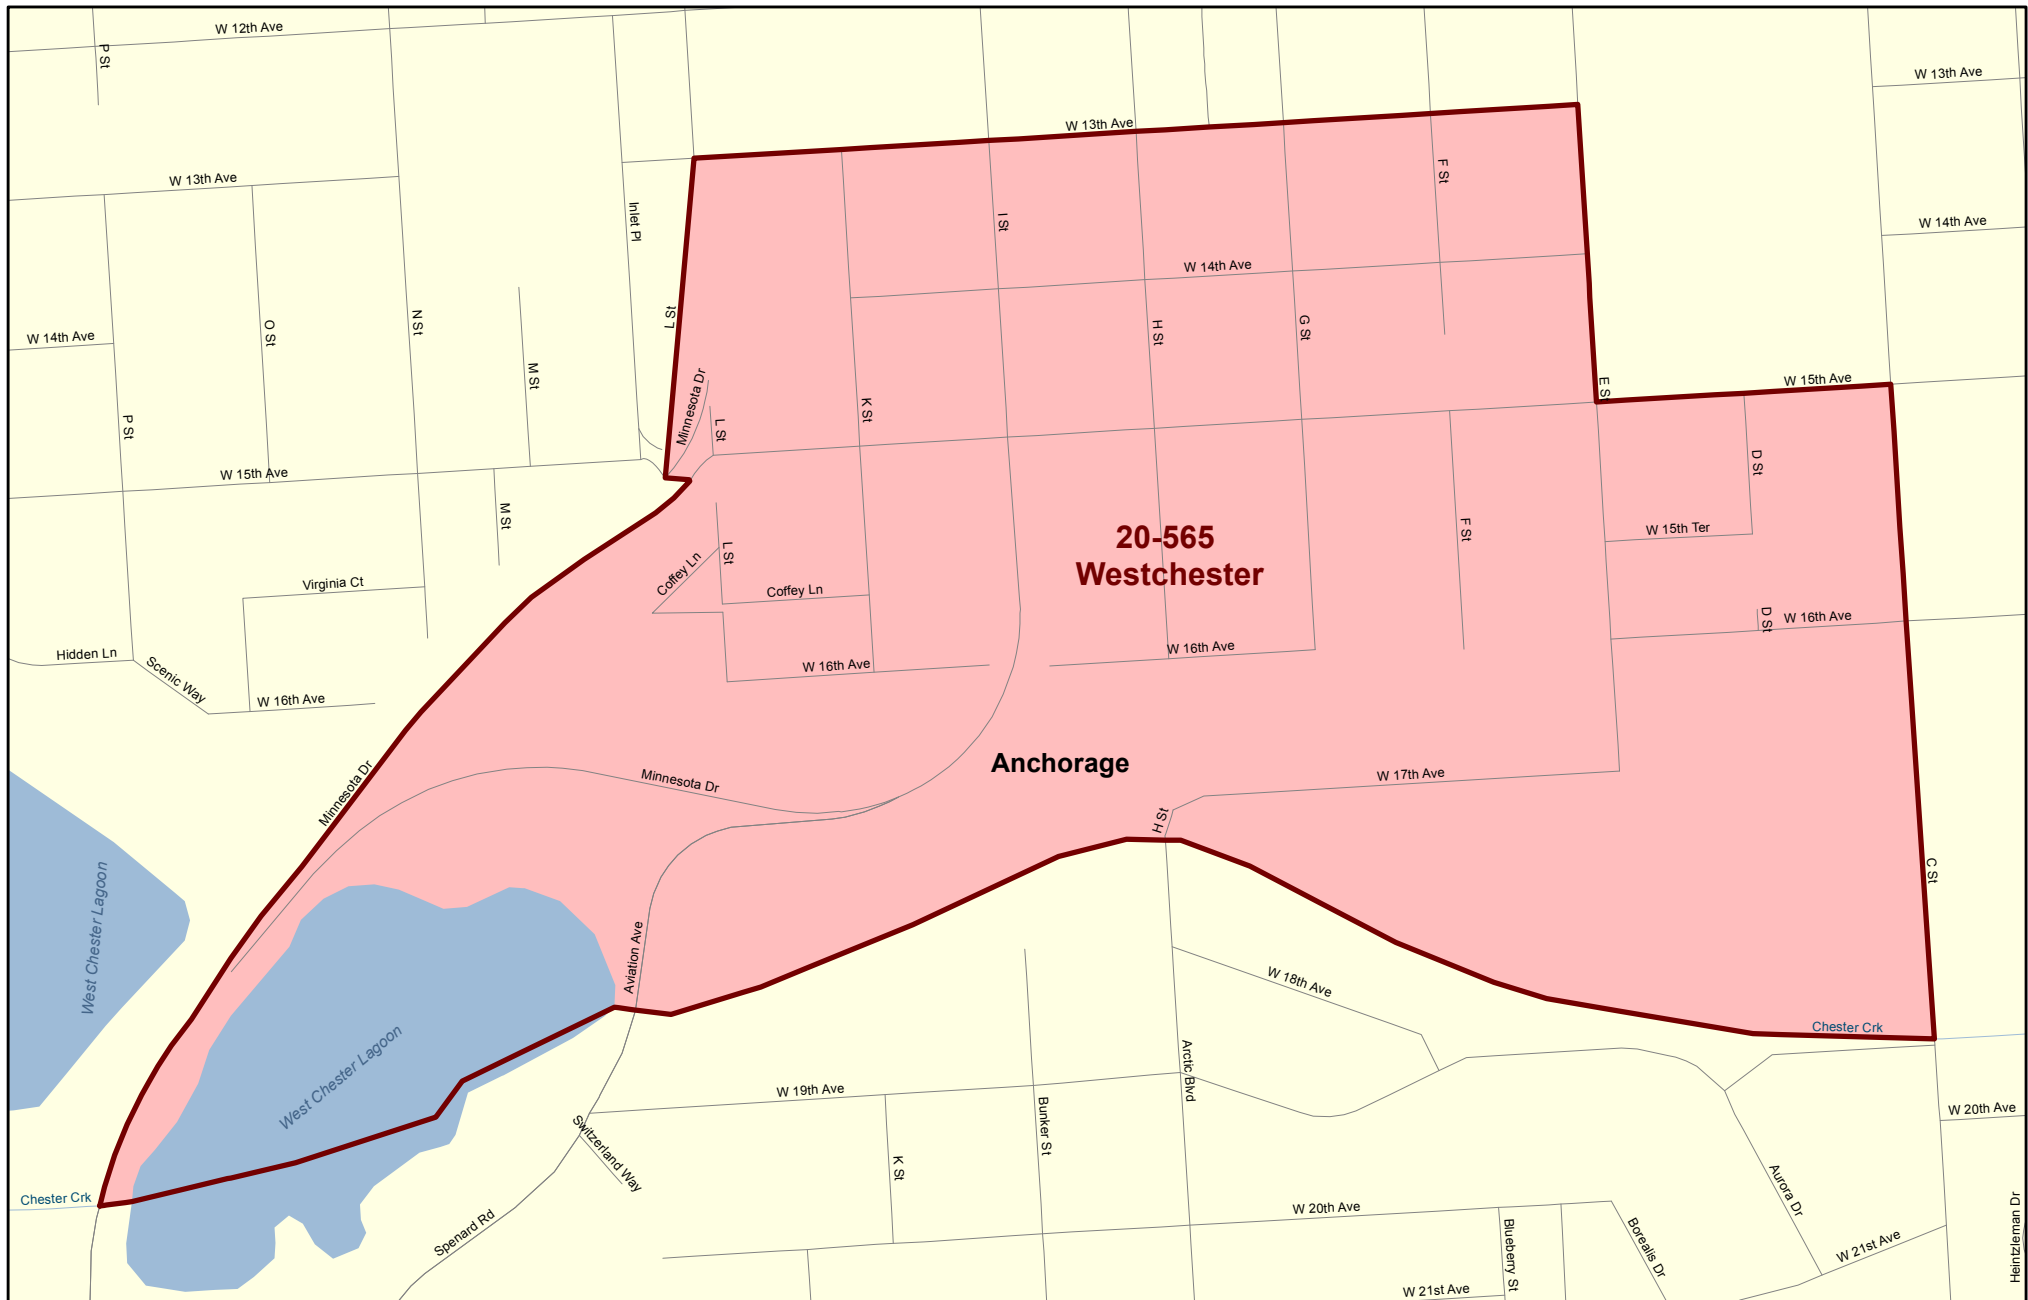 W 12th Ave
P St
W 13th Ave
W 13th Ave
F St
W 13th Ave
Inlet Pl
I St
W 14th Ave
W 14th Ave
L St
W 14th Ave
O St
N St
H St
G St
M St
Minnesota Dr
E St
W 15th Ave
P St
K St
L St
W 15th Ave
D St
M St
F St
W 15th Ter
20-565
Westchester
L St
Coffey Ln
Coffey Ln
Virginia Ct
D St
W 16th Ave
Hidden Ln
Scenic Way
W 16th Ave
W 16th Ave
W 16th Ave
Anchorage
Minnesota Dr
Minnesota Dr
W 17th Ave
H St
C St
West Chester Lagoon
Aviation Ave
W 18th Ave
Chester Crk
West Chester Lagoon
Arctic Blvd
W 19th Ave
Bunker St
W 20th Ave
Switzerland Way
K St
Chester Crk
Aurora Dr
W 20th Ave
Spenard Rd
Blueberry St
Borealis Dr
W 21st Ave
Heintzleman Dr
W 21st Ave